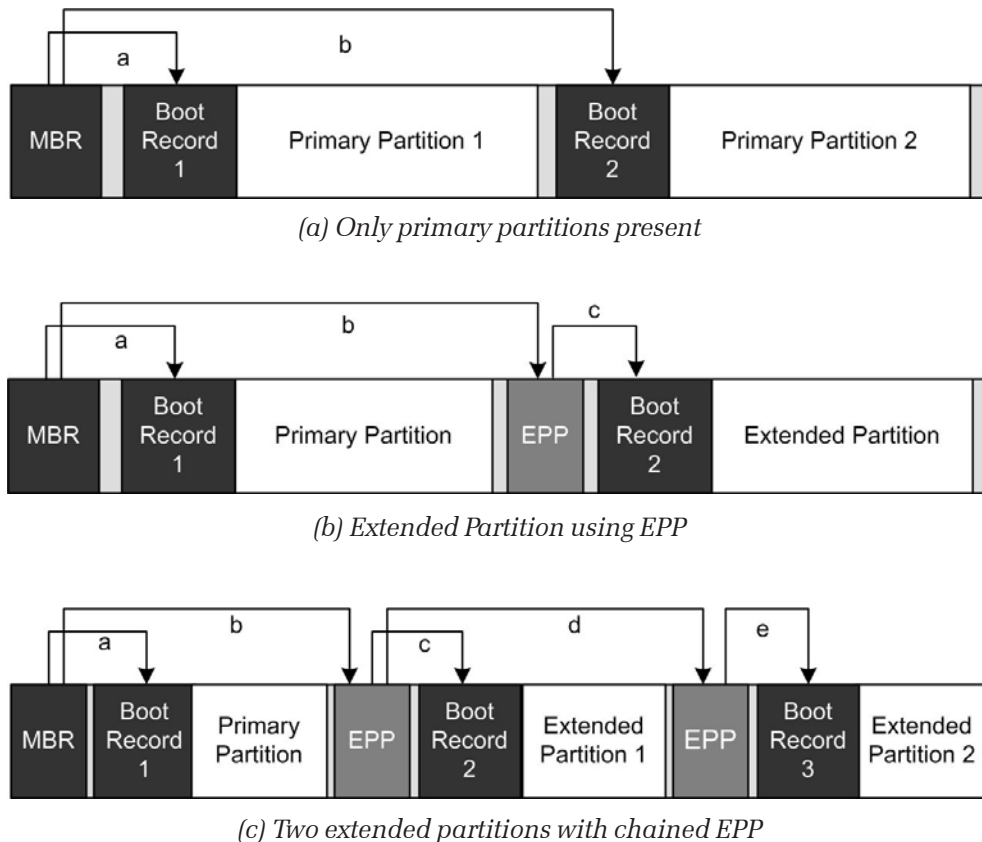 a
b
MBR
Boot
Record
1
Primary Partition 1
Boot
Record
2
Primary Partition 2
(a) Only primary partitions present
a
b
c
MBR
Boot
Record
1
Primary Partition
EPP
Boot
Record
2
Extended Partition
(b) Extended Partition using EPP
a
b
c
d
e
MBR
Boot
Record
1
Primary
Partition
EPP
Boot
Record
2
Extended
Partition 1
EPP
Boot
Record
3
Extended
Partition 2
(c) Two extended partitions with chained EPP